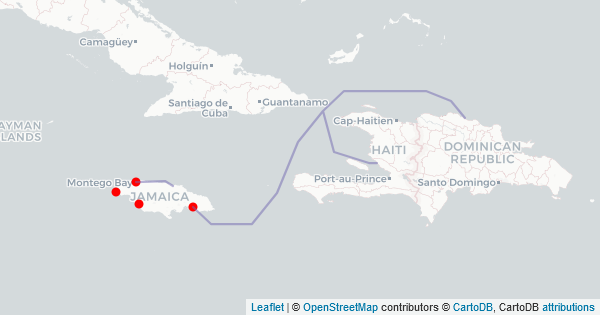 Camagüey
Holguín
Santiago de
Cuba
Guantanamo
AYMAN
LANDS
Cap-Haitien
HAITI
DOMINICAN
REPUBLIC
Port-au-Prince
Santo Domingo
Montego Bay
JAMAICA
Leaflet | © OpenStreetMap contributors © CartoDB, CartoDB attributions